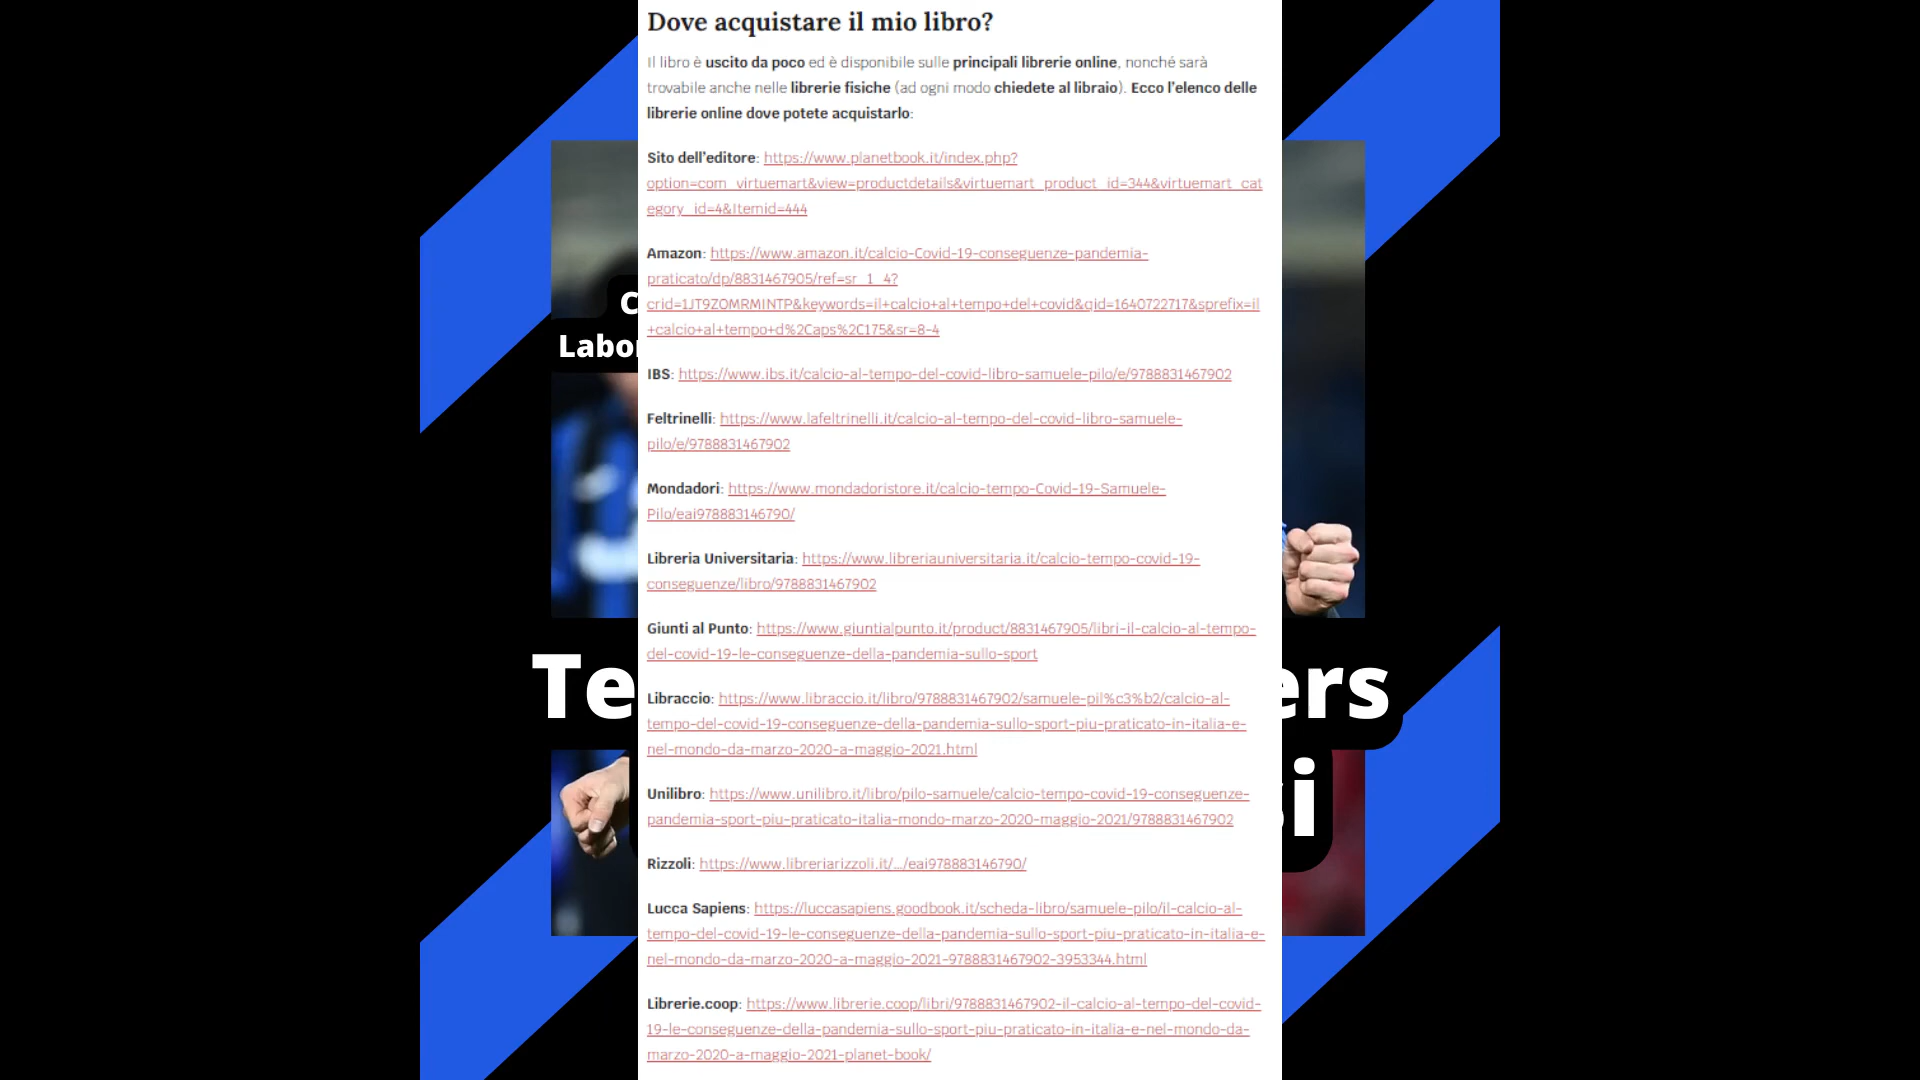 Dove acquistare il mio libro?
Il libro è uscito da poco ed è disponibile sulle principali librerie online, nonché sarà
trovabile anche nelle librerie fisiche (ad ogni modo chiedete al libraio). Ecco l'elenco delle
librerie online dove potete acquistarlo:
Sito dell'editore: https://www.planetbook.it/index.php?
option=com_virtuemart&view=productdetails&virtuemart_product_id=344&virtuemart_cat
egory_id=4&Itemid=444
Amazon: https://www.amazon.it/calcio-Covid-19-conseguenze-pandemia-
praticato/dp/8831467905/ref=sr_1_4?
crid=1JT9ZOMRMINTP&keywords=il+calcio+al+tempo+del+covid&qid=1640722717&sprefix=il
+calcio+al+tempo+d%2Caps%2C175&sr=8-4
IBS: https://www.ibs.it/calcio-al-tempo-del-covid-libro-samuele-pilo/e/9788831467902
Feltrinelli: https://www.lafeltrinelli.it/calcio-al-tempo-del-covid-libro-samuele-
pilo/e/9788831467902
Mondadori: https://www.mondadoristore.it/calcio-tempo-Covid-19-Samuele-
Pilo/eai978883146790/
Libreria Universitaria: https://www.libreriauniversitaria.it/calcio-tempo-covid-19-
conseguenze/libro/9788831467902
Giunti al Punto: https://www.giuntialpunto.it/product/8831467905/libri-il-calcio-al-tempo-
del-covid-19-le-conseguenze-della-pandemia-sullo-sport
Libraccio: https://www.libraccio.it/libro/9788831467902/samuele-pil%c3%b2/calcio-al-
tempo-del-covid-19-conseguenze-della-pandemia-sullo-sport-piu-praticato-in-italia-e-
nel-mondo-da-marzo-2020-a-maggio-2021.html
Unilibro: https://www.unilibro.it/libro/pilo-samuele/calcio-tempo-covid-19-conseguenze-
pandemia-sport-piu-praticato-italia-mondo-marzo-2020-maggio-2021/9788831467902
Rizzoli: https://www.libreriarizzoli.it/.../eai978883146790/
Lucca Sapiens: https://luccasapiens.goodbook.it/scheda-libro/samuele-pilo/il-calcio-al-
tempo-del-covid-19-le-conseguenze-della-pandemia-sullo-sport-piu-praticato-in-italia-e-
nel-mondo-da-marzo-2020-a-maggio-2021-9788831467902-3953344.html
Librerie.coop: https://www.librerie.coop/libri/9788831467902-il-calcio-al-tempo-del-covid-
19-le-conseguenze-della-pandemia-sullo-sport-piu-praticato-in-italia-e-nel-mondo-da-
marzo-2020-a-maggio-2021-planet-book/